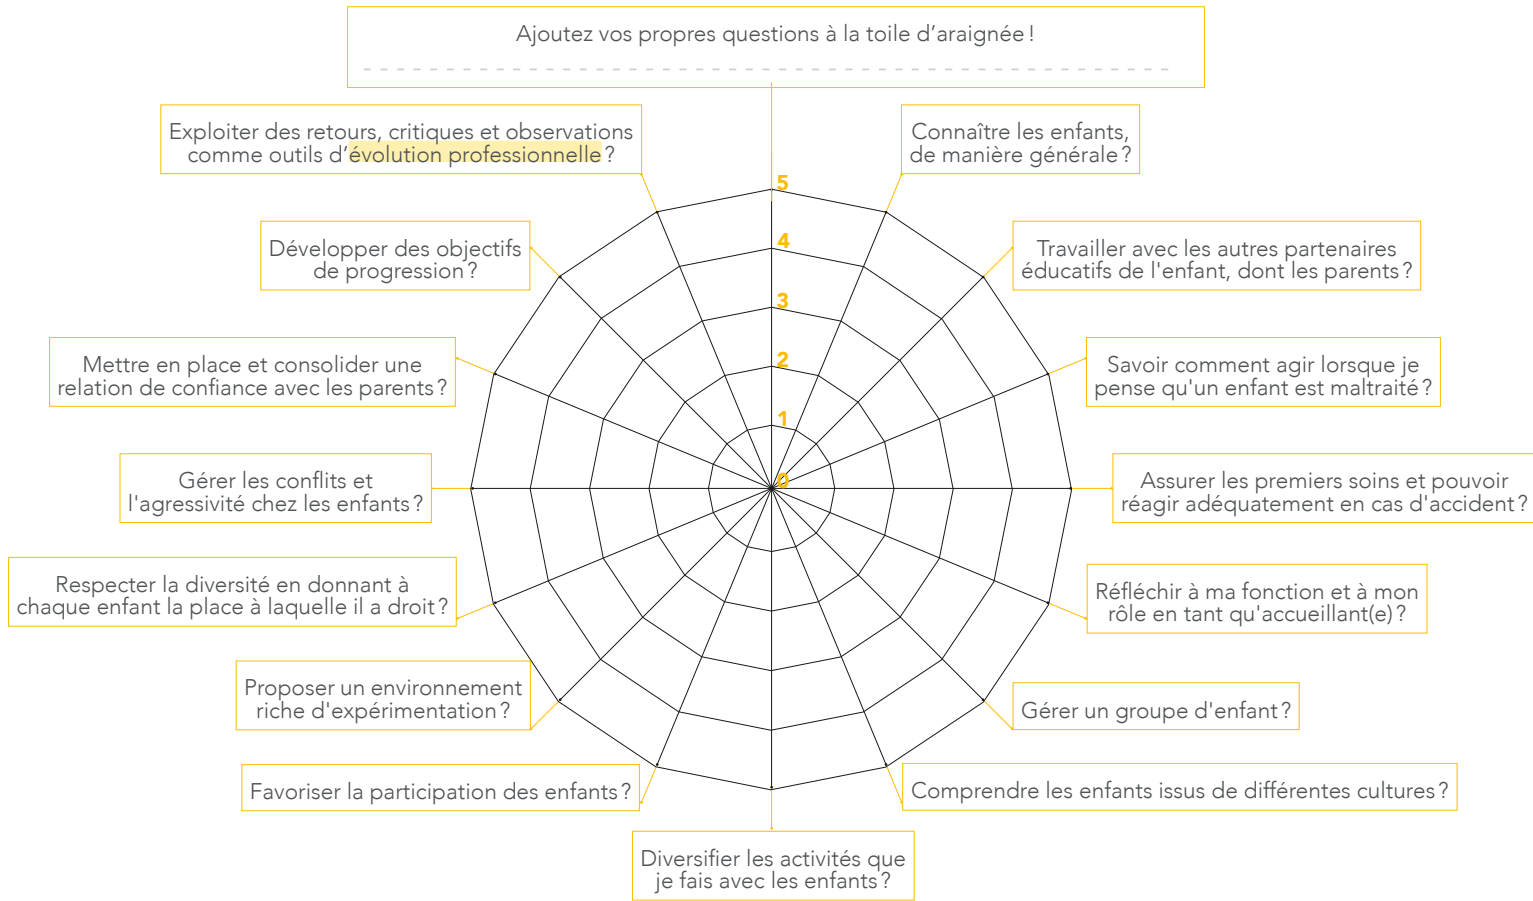 Ajoutez vos propres questions à la toile d’araignée !
Exploiter des retours, critiques et observations
comme outils d’évolution professionnelle ?
Connaître les enfants,
de manière générale ?
Développer des objectifs
de progression ?
Travailler avec les autres partenaires
éducatifs de l'enfant, dont les parents ?
Mettre en place et consolider une
relation de confiance avec les parents ?
Savoir comment agir lorsque je
pense qu'un enfant est maltraité ?
Gérer les conflits et
l'agressivité chez les enfants ?
Assurer les premiers soins et pouvoir
réagir adéquatement en cas d'accident ?
Respecter la diversité en donnant à
chaque enfant la place à laquelle il a droit ?
Réfléchir à ma fonction et à mon
rôle en tant qu'accueillant(e) ?
Proposer un environnement
riche d'expérimentation ?
Gérer un groupe d'enfant ?
Favoriser la participation des enfants ?
Comprendre les enfants issus de différentes cultures ?
Diversifier les activités que
je fais avec les enfants ?
5
4
3
2
1
0